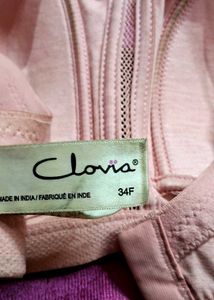 Clovia®
MADE IN INDIA / FABRIQUÉ EN INDE
34F